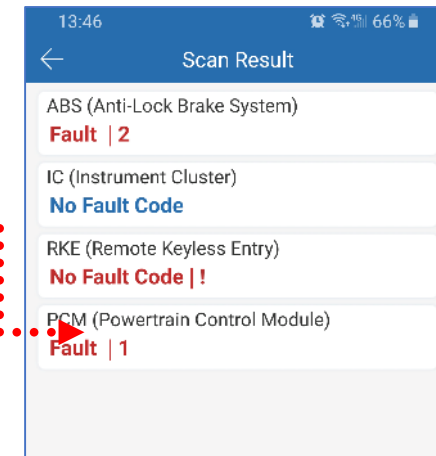 13:46 66%
Scan Result
ABS (Anti-Lock Brake System)
Fault | 2
IC (Instrument Cluster)
No Fault Code
RKE (Remote Keyless Entry)
No Fault Code | !
PCM (Powertrain Control Module)
Fault | 1